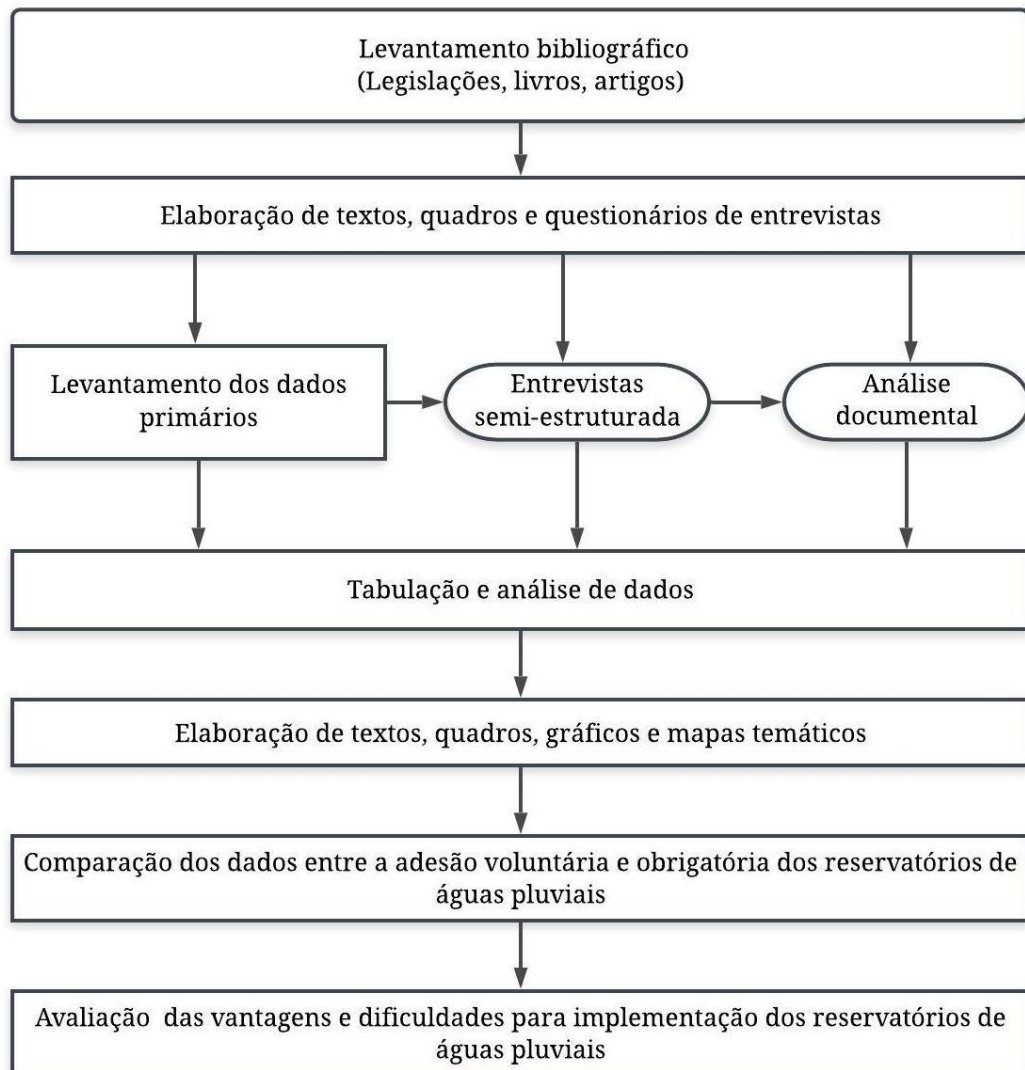 Levantamento bibliográfico
(Legislações, livros, artigos)
Elaboração de textos, quadros e questionários de entrevistas
Levantamento dos dados
primários
Entrevistas
semi-estruturada
Análise
documental
Tabulação e análise de dados
Elaboração de textos, quadros, gráficos e mapas temáticos
Comparação dos dados entre a adesão voluntária e obrigatória dos reservatórios de
águas pluviais
Avaliação das vantagens e dificuldades para implementação dos reservatórios de
águas pluviais